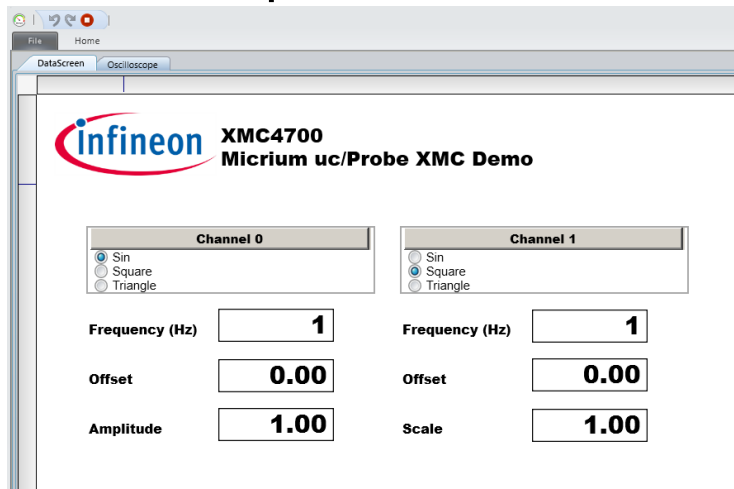 File Home
DataScreen Oscilloscope
infineon
XMC4700
Micrium uc/Probe XMC Demo
Channel 0
Sin
Square
Triangle
Frequency (Hz) 1
Offset 0.00
Amplitude 1.00
Channel 1
Sin
Square
Triangle
Frequency (Hz) 1
Offset 0.00
Scale 1.00